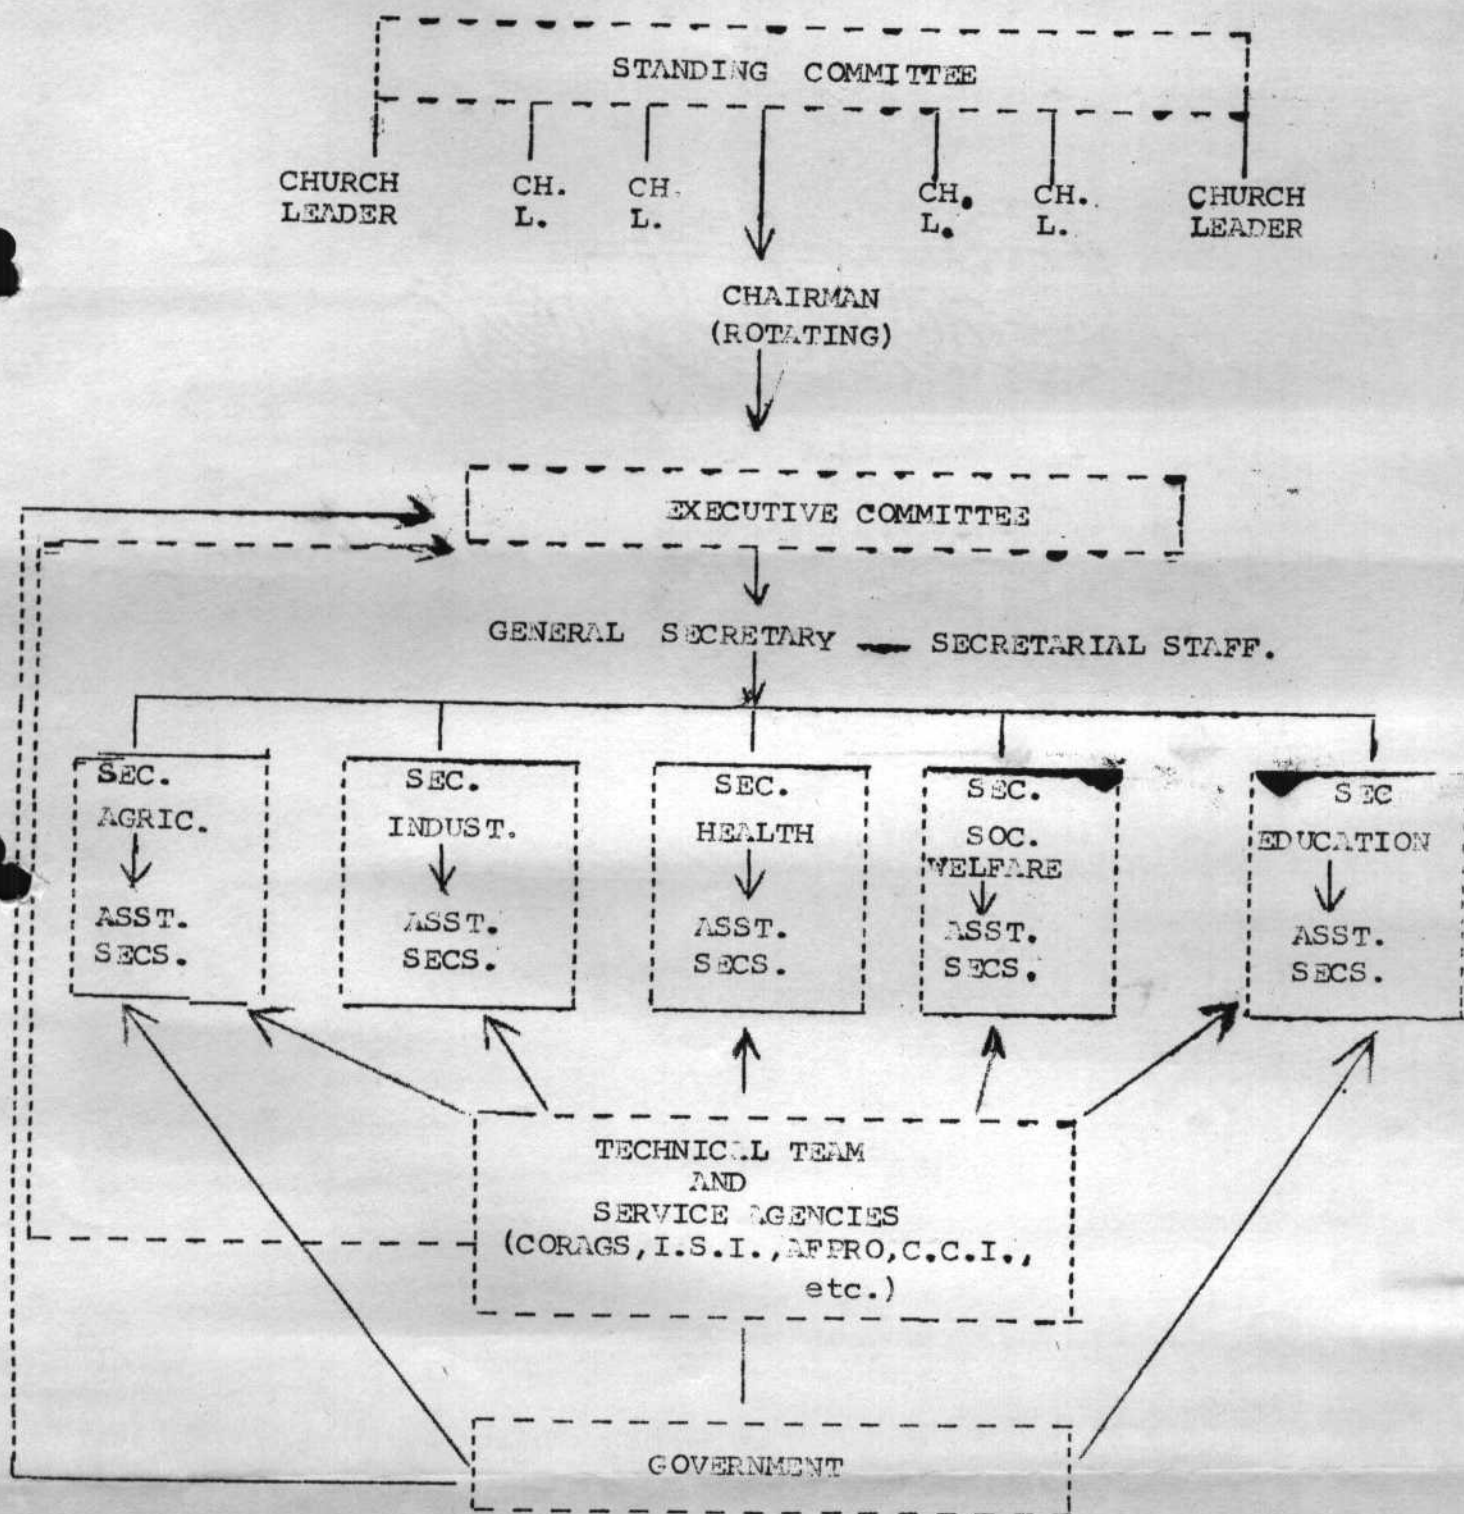 STANDING COMMITTEE
CHURCH LEADER
CH. L.
CH. L.
CH. L.
CH. L.
CHURCH LEADER
CHAIRMAN
(ROTATING)
EXECUTIVE COMMITTEE
GENERAL SECRETARY — SECRETARIAL STAFF.
SEC.
AGRIC.
ASST.
SECS.
SEC.
INDUST.
ASST.
SECS.
SEC.
HEALTH
ASST.
SECS.
SEC.
SOC.
WELFARE
ASST.
SECS.
SEC
EDUCATION
ASST.
SECS.
TECHNICAL TEAM
AND
SERVICE AGENCIES
(CORAGS, I.S.I., AFPRO, C.C.I.,
etc.)
GOVERNMENT